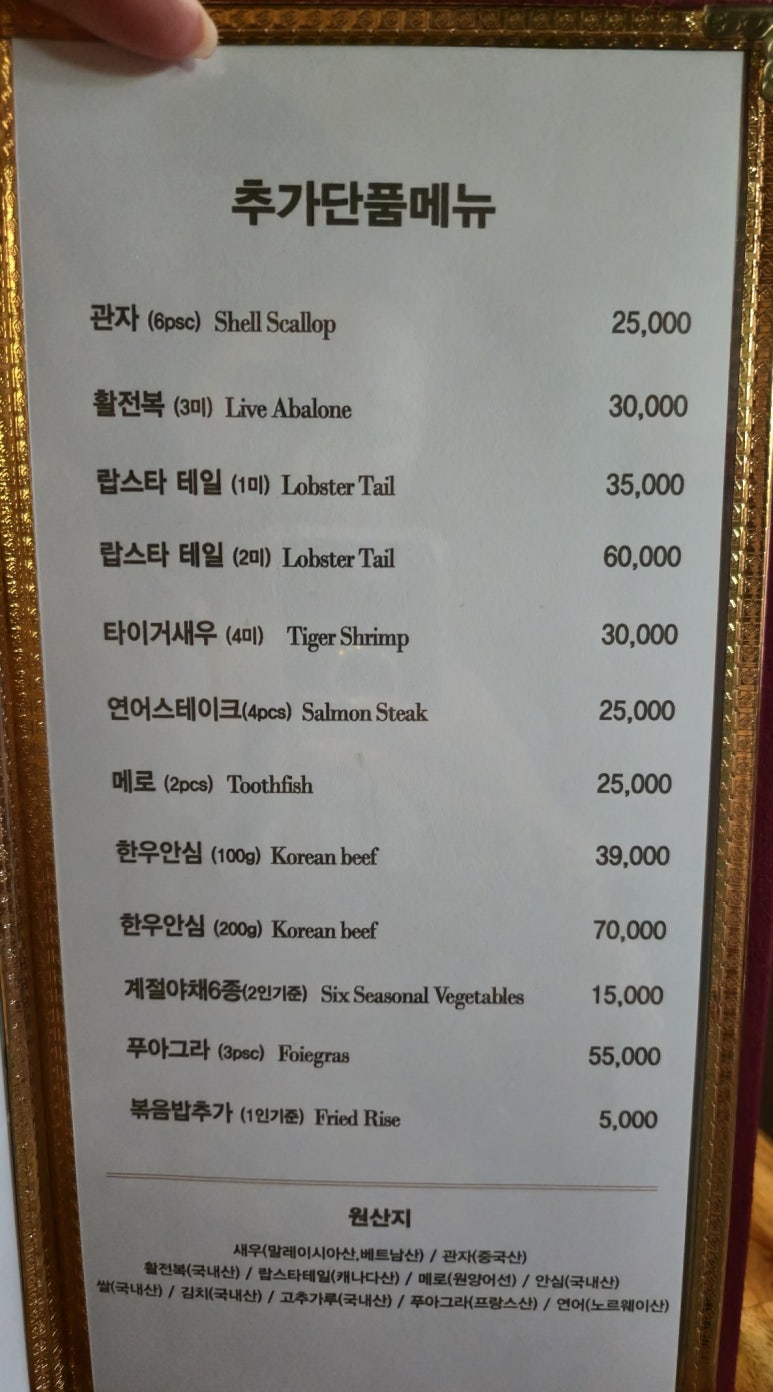 추가단품메뉴
관자 (6psc) Shell Scallop 25,000
활전복 (3미) Live Abalone 30,000
랍스타 테일 (1미) Lobster Tail 35,000
랍스타 테일 (2미) Lobster Tail 60,000
타이거새우 (4미) Tiger Shrimp 30,000
연어스테이크(4pcs) Salmon Steak 25,000
메로 (2pcs) Toothfish 25,000
한우안심 (100g) Korean beef 39,000
한우안심 (200g) Korean beef 70,000
계절야채6종(2인기준) Six Seasonal Vegetables 15,000
푸아그라 (3psc) Foiegras 55,000
볶음밥추가 (1인기준) Fried Rise 5,000
원산지
새우(말레이시아산,베트남산) / 관자(중국산)
활전복(국내산) / 랍스타테일(캐나다산) / 메로(원양어선) / 안심(국내산)
쌀(국내산) / 김치(국내산) / 고추가루(국내산) / 푸아그라(프랑스산) / 연어(노르웨이산)